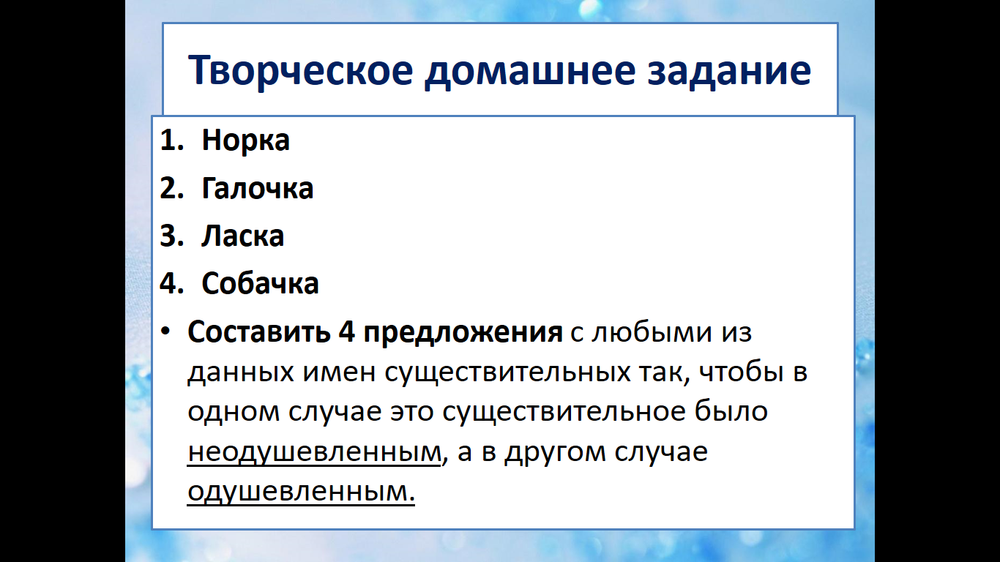 Творческое домашнее задание
1. Норка
2. Галочка
3. Ласка
4. Собачка
• Составить 4 предложения с любыми из
данных имен существительных так, чтобы в
одном случае это существительное было
неодушевленным, а в другом случае
одушевленным.